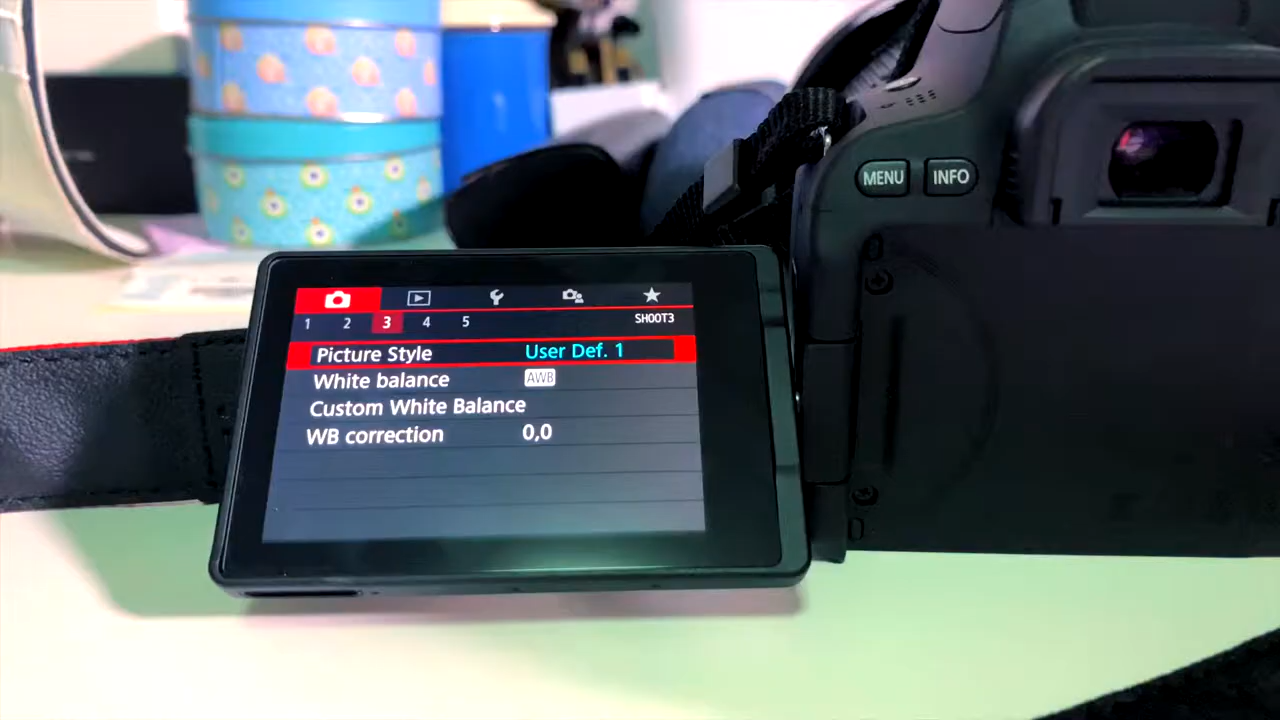 MENU INFO
1 2 3 4 5 SHOOT3
Picture Style User Def. 1
White balance AWB
Custom White Balance
WB correction 0,0